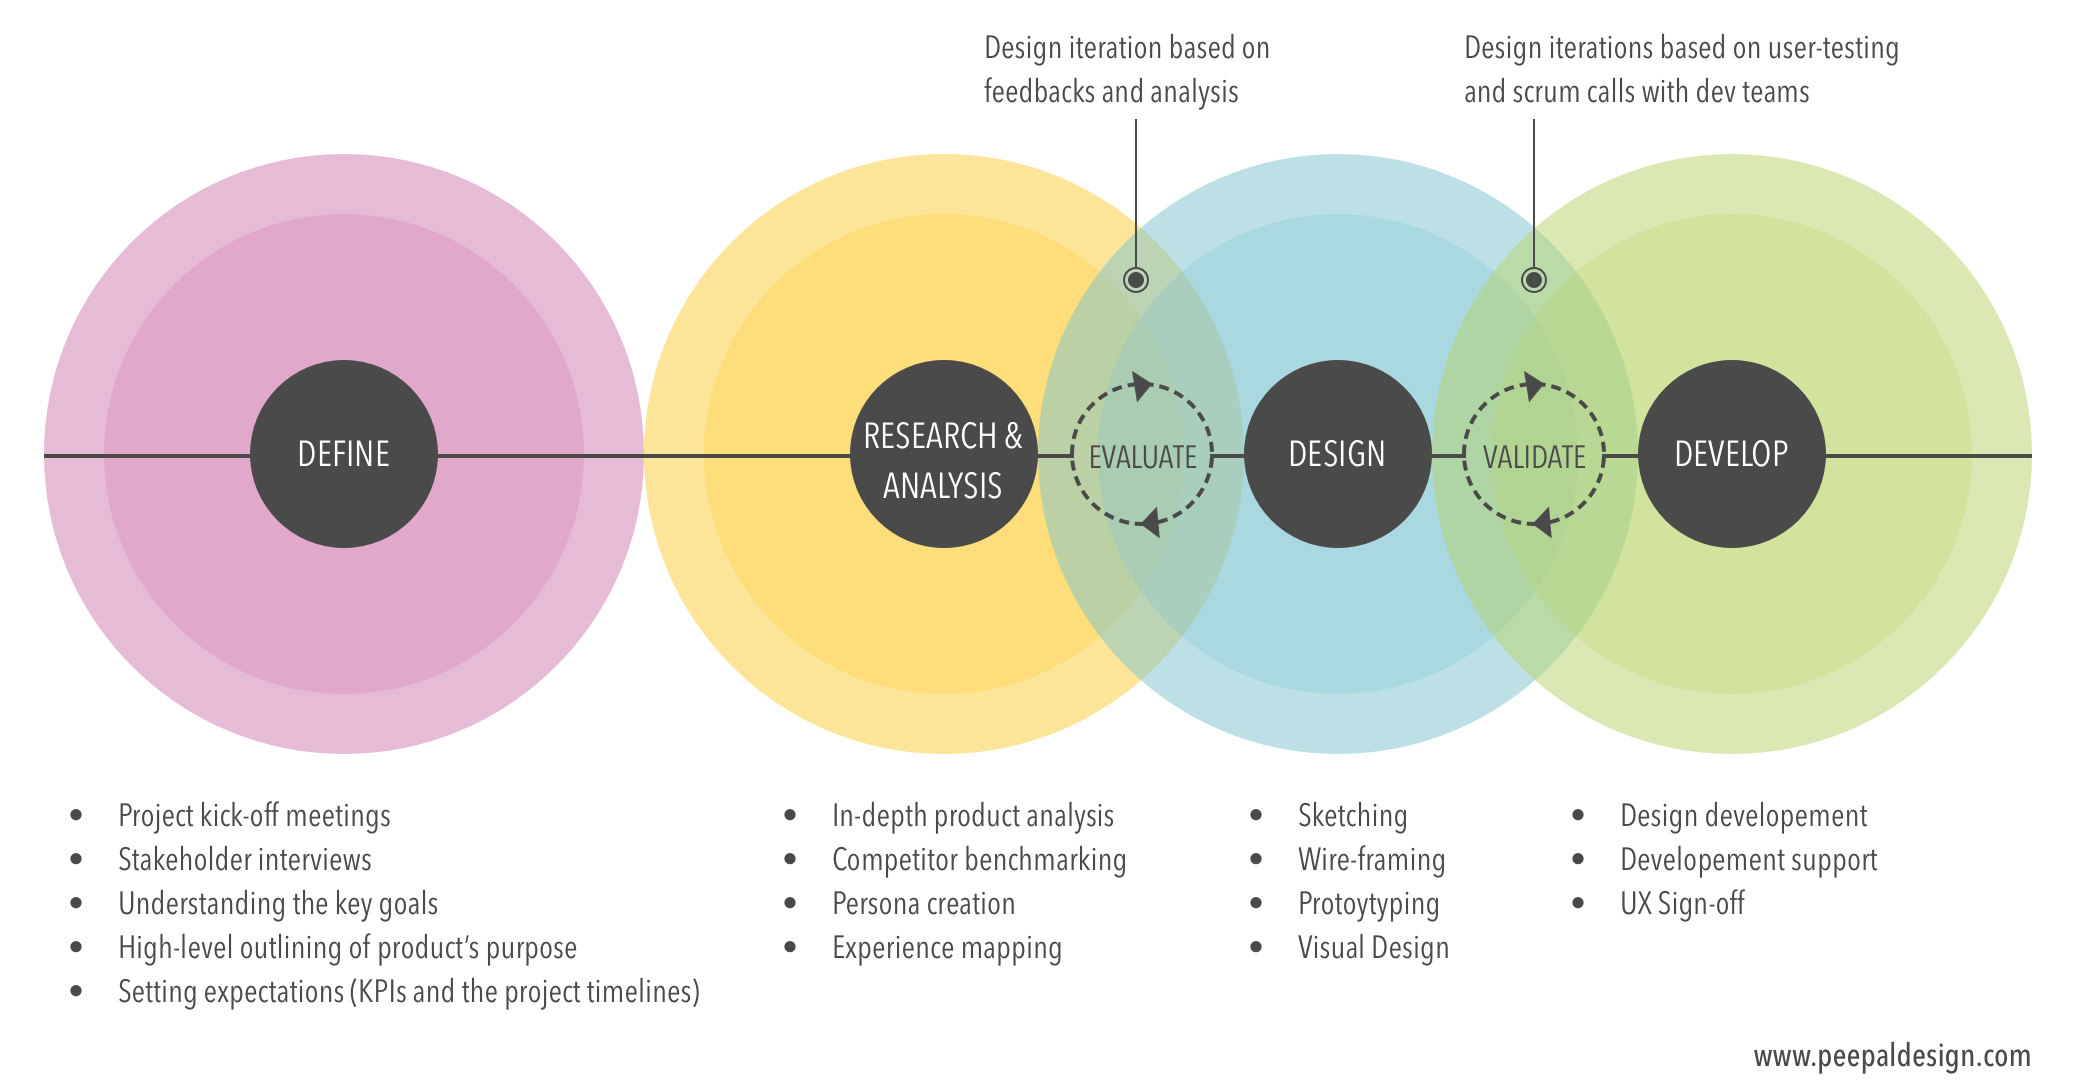 Design iteration based on
feedbacks and analysis
Design iterations based on user-testing
and scrum calls with dev teams
DEFINE
RESEARCH &
ANALYSIS
EVALUATE
DESIGN
VALIDATE
DEVELOP
• Project kick-off meetings
• Stakeholder interviews
• Understanding the key goals
• High-level outlining of product‘s purpose
• Setting expectations (KPIs and the project timelines)
• In-depth product analysis
• Competitor benchmarking
• Persona creation
• Experience mapping
• Sketching
• Wire-framing
• Protoytyping
• Visual Design
• Design developement
• Developement support
• UX Sign-off
www.peepaldesign.com